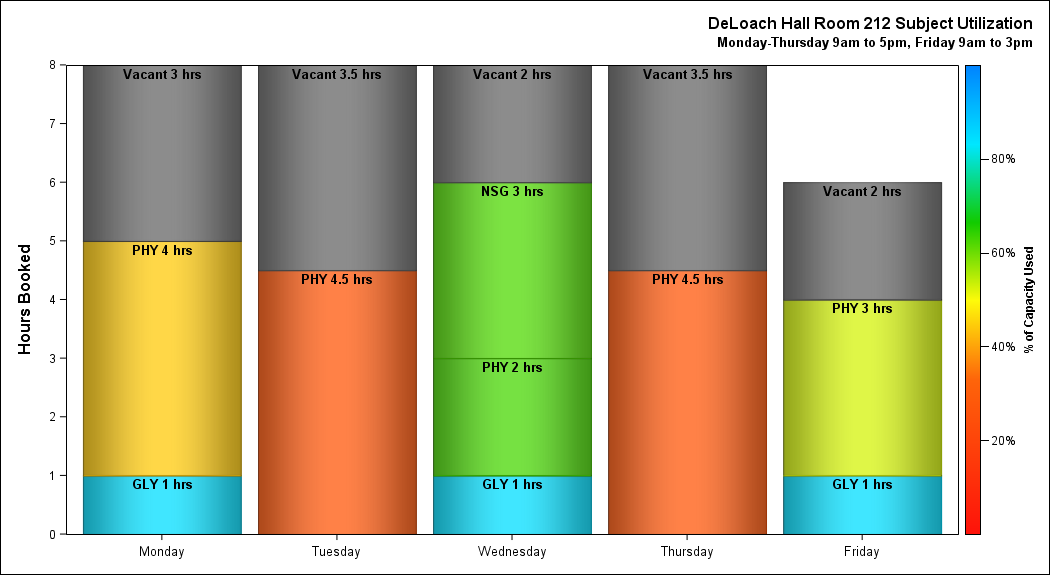 DeLoach Hall Room 212 Subject Utilization
Monday-Thursday 9am to 5pm, Friday 9am to 3pm
Hours Booked
8
7
6
5
4
3
2
1
0
Vacant 3 hrs
PHY 4 hrs
GLY 1 hrs
Vacant 3.5 hrs
PHY 4.5 hrs
Vacant 2 hrs
NSG 3 hrs
PHY 2 hrs
GLY 1 hrs
Vacant 3.5 hrs
PHY 4.5 hrs
Vacant 2 hrs
PHY 3 hrs
GLY 1 hrs
Monday
Tuesday
Wednesday
Thursday
Friday
80%
60%
40%
20%
% of Capacity Used